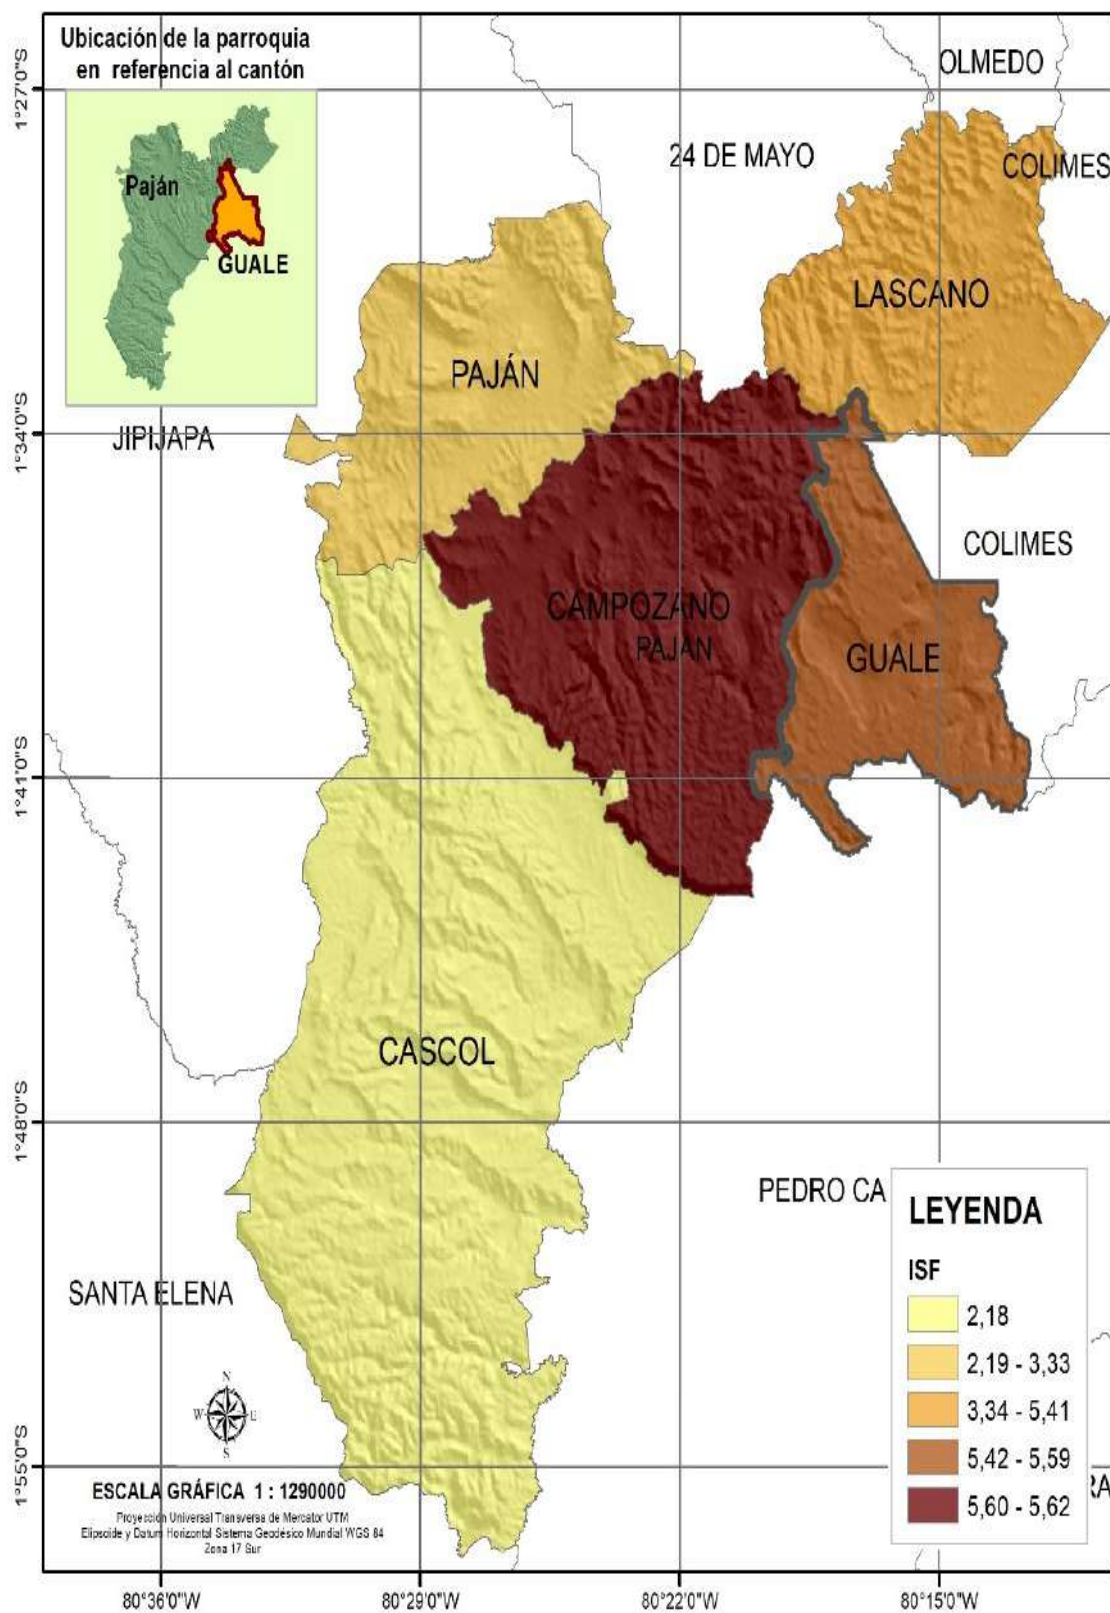 Ubicación de la parroquia
en referencia al cantón
Paján
GUALE
OLMEDO
24 DE MAYO
COLIMES
LASCANO
PAJÁN
JIPIJAPA
COLIMES
CAMPOZANO
PAJÁN
GUALE
CASCOL
PEDRO CA
SANTA ELENA
LEYENDA
ISF
2,18
2,19 - 3,33
3,34 - 5,41
5,42 - 5,59
5,60 - 5,62
RA
N
W E
S
ESCALA GRÁFICA 1 : 1290000
Proyección Universal Transversa de Mercator UTM
Elipsoide y Datum Horizontal Sistema Geodésico Mundial WGS 84
Zona 17 Sur
1°27'0"S
1°34'0"S
1°41'0"S
1°48'0"S
1°55'0"S
80°36'0"W 80°29'0"W 80°22'0"W 80°15'0"W